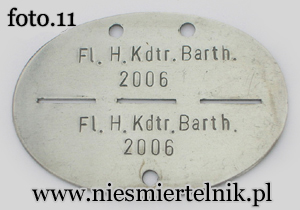 foto.11
Fl. H. Kdtr. Barth.
2006
Fl. H. Kdtr. Barth.
2006
www.niesmiertelnik.pl